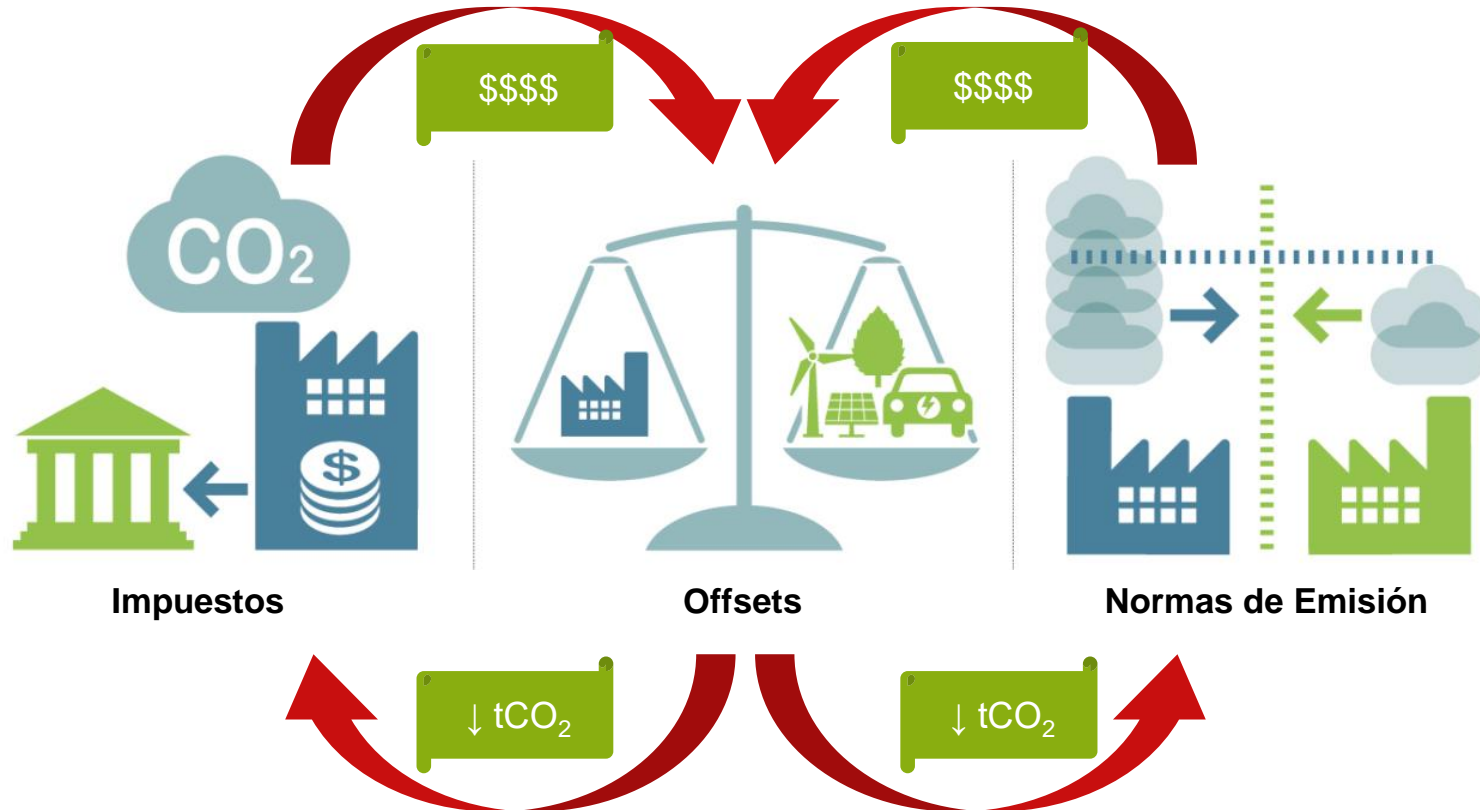 $$$$
$$$$
CO₂
$
Impuestos
Offsets
Normas de Emisión
↓ tCO₂
↓ tCO₂